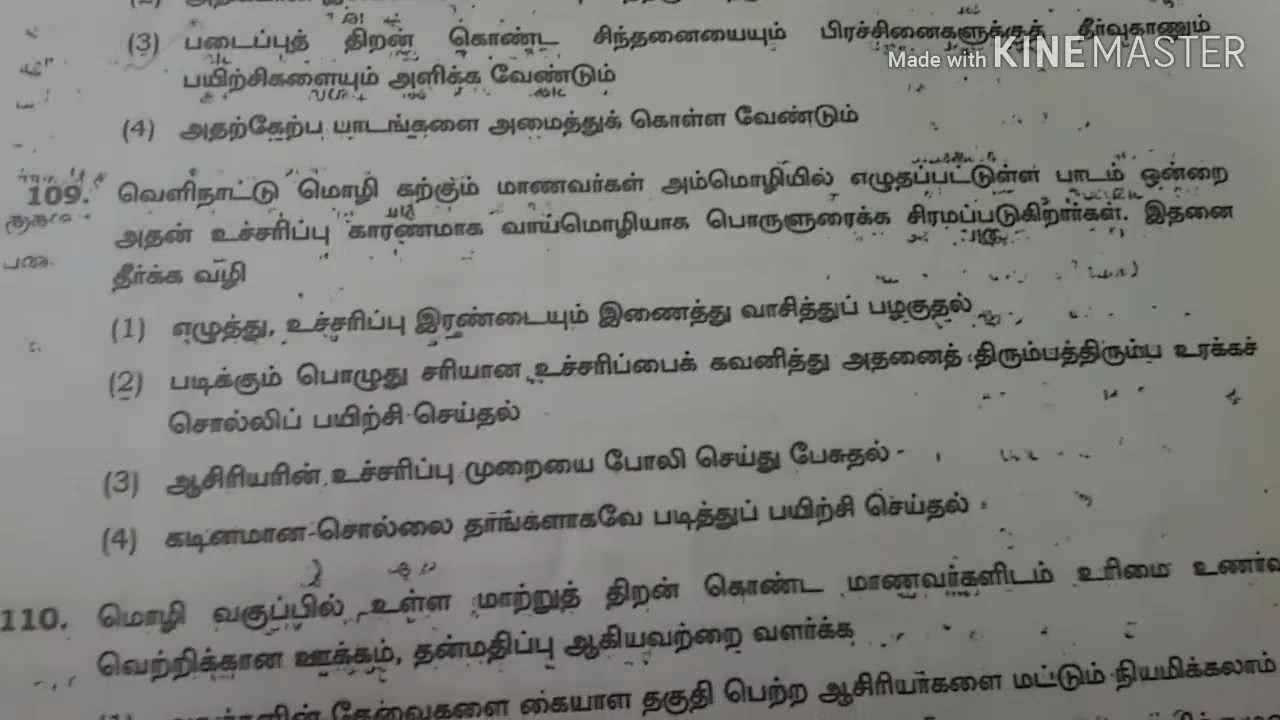 (3) படைப்புத் திறன் கொண்ட சிந்தனையையும் பிரச்சினைகளுக்குத் தீர்வுகாணும்
Made with KINEMASTER
பயிற்சிகளையும் அளிக்க வேண்டும்
(4) அதற்கேற்ப பாடங்களை அமைத்துக் கொள்ள வேண்டும்
109. வெளிநாட்டு மொழி கற்கும் மாணவர்கள் அம்மொழியில் எழுதப்பட்டுள்ள பாடம் ஒன்றை
அதன் உச்சரிப்பு காரணமாக வாய்மொழியாக பொருளுரைக்க சிரமப்படுகிறார்கள். இதனை
தீர்க்க வழி
(1) எழுத்து, உச்சரிப்பு இரண்டையும் இணைத்து வாசித்துப் பழகுதல்
(2) படிக்கும் பொழுது சரியான உச்சரிப்பைக் கவனித்து அதனைத் திரும்பத்திரும்ப உரக்கச்
சொல்லிப் பயிற்சி செய்தல்
(3) ஆசிரியரின் உச்சரிப்பு முறையை போலி செய்து பேசுதல்
(4) கடினமான சொல்லை தாங்களாகவே படித்துப் பயிற்சி செய்தல்
110. மொழி வகுப்பில் உள்ள மாற்றுத் திறன் கொண்ட மாணவர்களிடம் உரிமை
வெற்றிக்கான ஊக்கம், தன்மதிப்பு ஆகியவற்றை வளர்க்க
தேவைகளை கையாள தகுதி பெற்ற ஆசிரியர்களை மட்டும் நியமிக்கலாம்